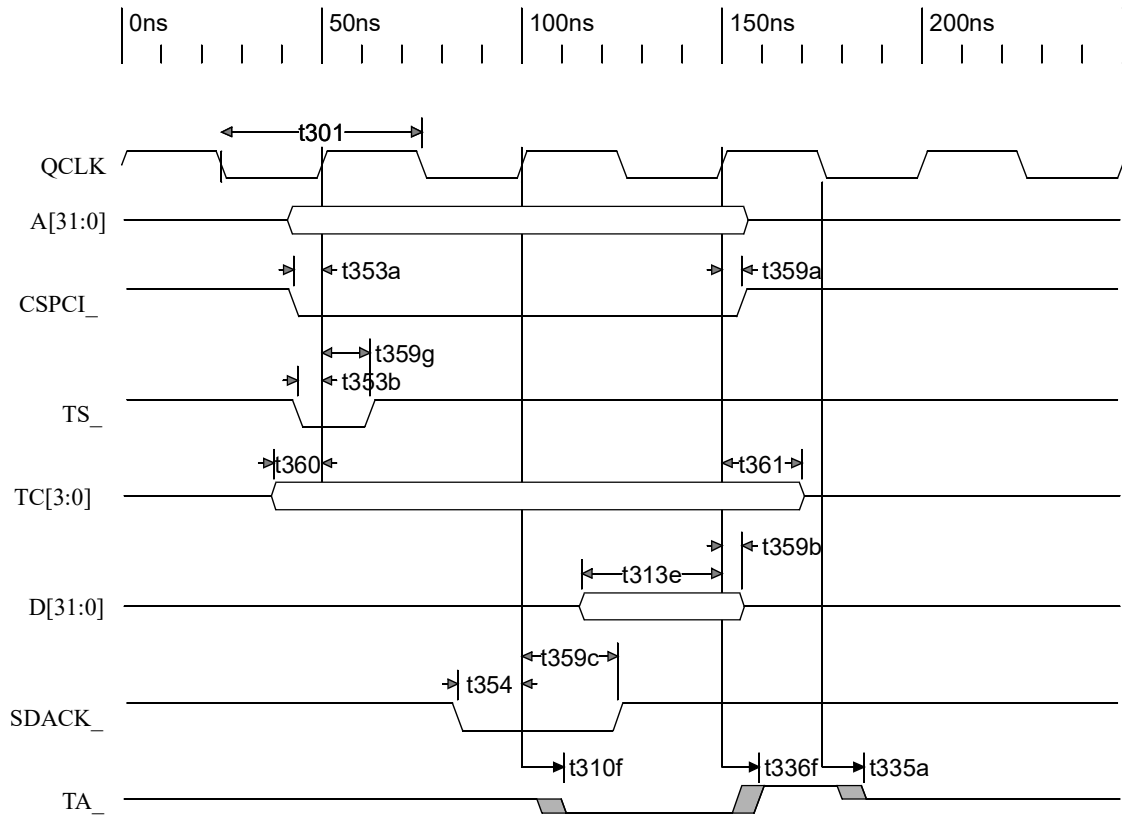 0ns 50ns 100ns 150ns 200ns
t301
QCLK
A[31:0]
t353a t359a
CSPCI_
t359g
t353b
TS_
t360 t361
TC[3:0]
t359b
t313e
D[31:0]
t359c
t354
SDACK_
t310f t336f t335a
TA_